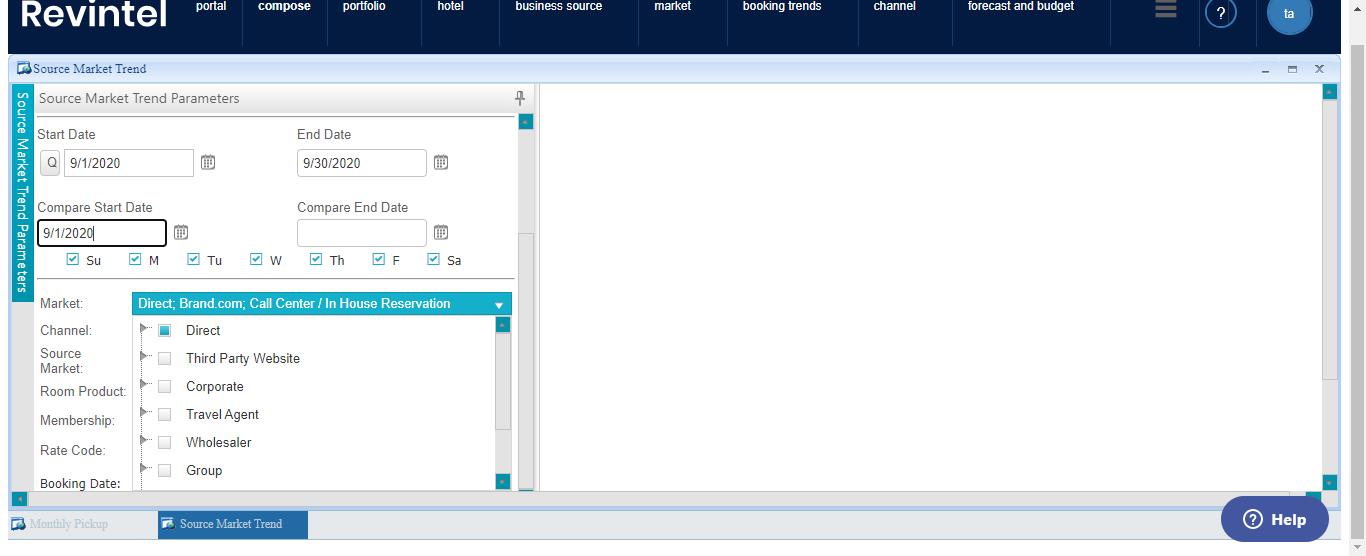 Revintel
portal compose portfolio hotel business source market booking trends channel forecast and budget ? ta
Source Market Trend
Source Market Trend Parameters
Source Market Trend Parameters
Start Date End Date
Q 9/1/2020 9/30/2020
Compare Start Date Compare End Date
9/1/2020
Su M Tu W Th F Sa
Market: Direct; Brand.com; Call Center / In House Reservation
Channel: Direct
Source Market: Third Party Website
Room Product: Corporate
Membership: Travel Agent
Rate Code: Wholesaler
Booking Date: Group
? Help
Monthly Pickup Source Market Trend